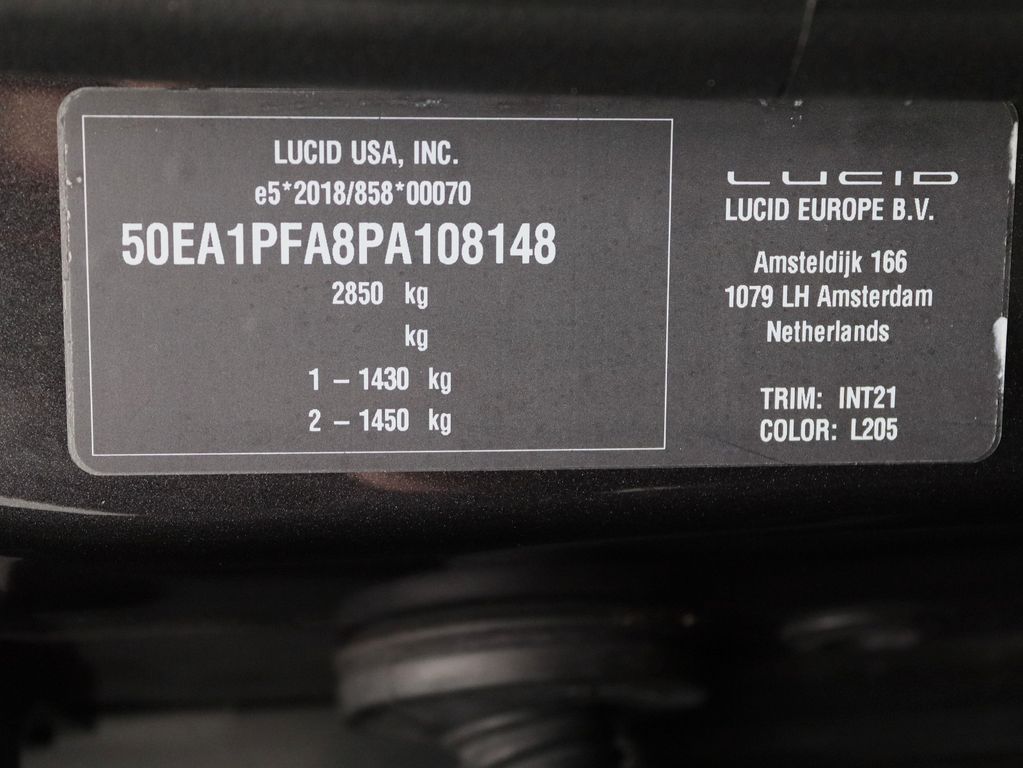 LUCID USA, INC.
e5*2018/858*00070
50EA1PFA8PA108148
2850 kg
kg
1 – 1430 kg
2 – 1450 kg
LUCID
LUCID EUROPE B.V.
Amsteldijk 166
1079 LH Amsterdam
Netherlands
TRIM: INT21
COLOR: L205